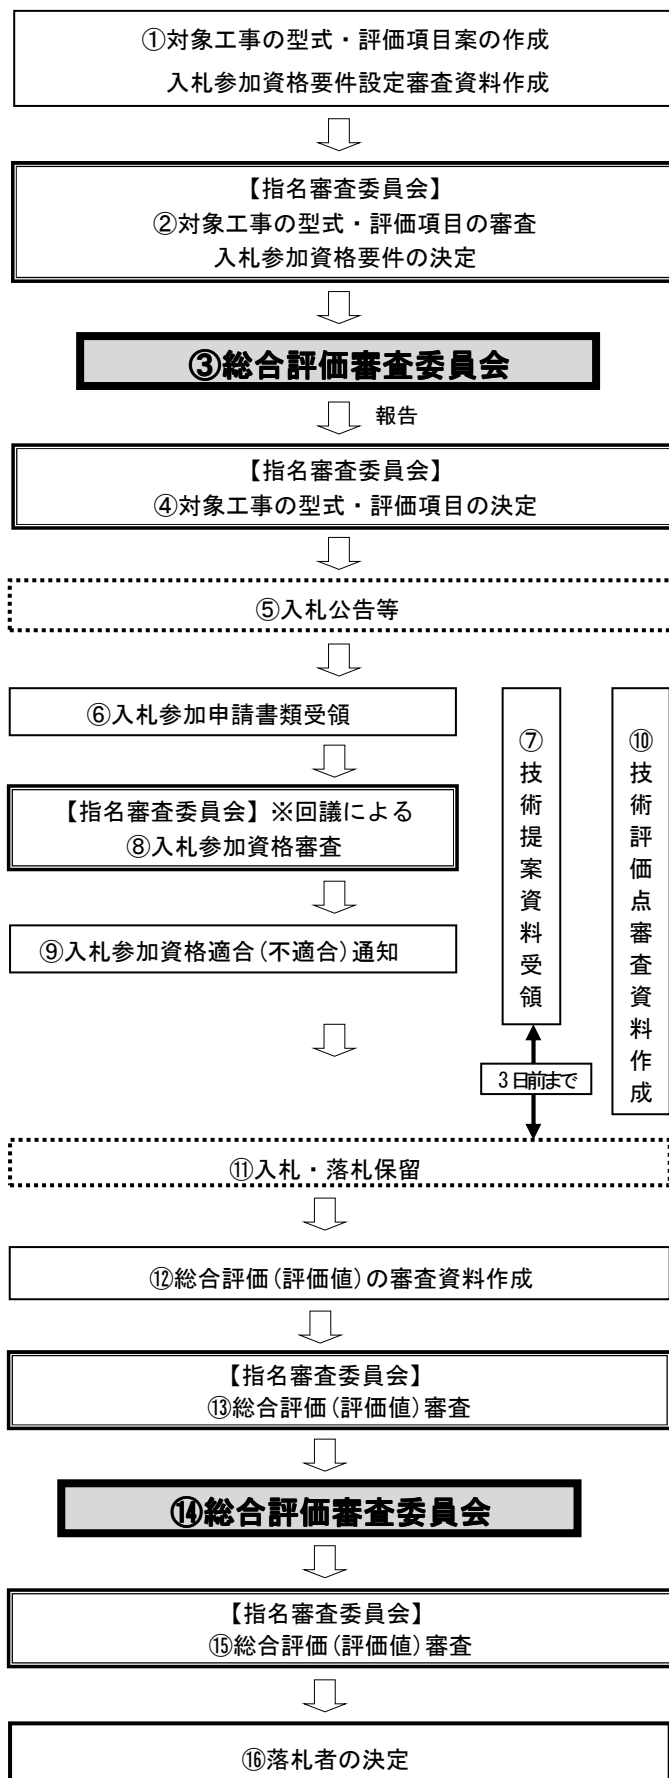 ①対象工事の型式・評価項目案の作成
入札参加資格要件設定審査資料作成
【指名審査委員会】
②対象工事の型式・評価項目の審査
入札参加資格要件の決定
③総合評価審査委員会
報告
【指名審査委員会】
④対象工事の型式・評価項目の決定
⑤入札公告等
⑥入札参加申請書類受領
【指名審査委員会】※回議による
⑧入札参加資格審査
⑨入札参加資格適合(不適合)通知
⑦技術提案資料受領
3日前まで
⑩技術評価点審査資料作成
⑪入札・落札保留
⑫総合評価(評価値)の審査資料作成
【指名審査委員会】
⑬総合評価(評価値)審査
⑭総合評価審査委員会
【指名審査委員会】
⑮総合評価(評価値)審査
⑯落札者の決定